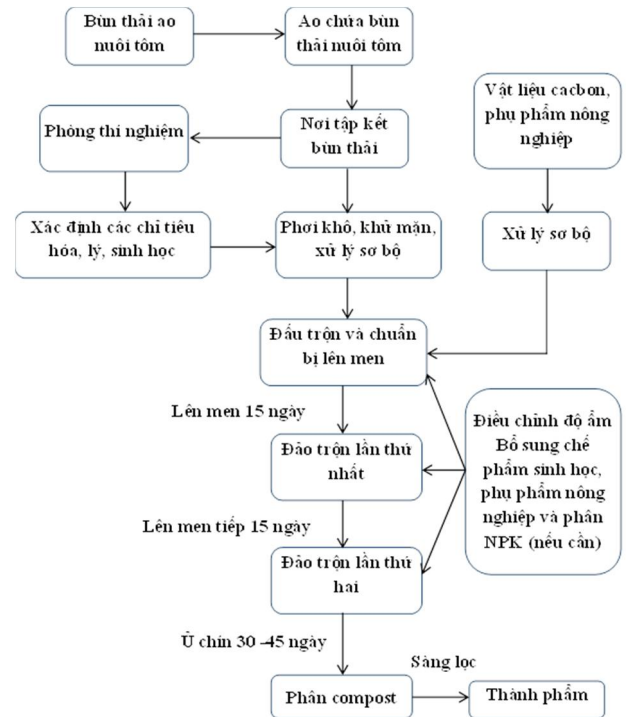 Bùn thải ao
nuôi tôm
Ao chứa bùn
thải nuôi tôm
Vật liệu cacbon,
phụ phẩm nông
nghiệp
Phòng thí nghiệm
Nơi tập kết
bùn thải
Xác định các chỉ tiêu
hóa, lý, sinh học
Phơi khô, khử mặn,
xử lý sơ bộ
Xử lý sơ bộ
Đấu trộn và chuẩn
bị lên men
Lên men 15 ngày
Điều chỉnh độ ẩm
Bổ sung chế
phẩm sinh học,
phụ phẩm nông
nghiệp và phân
NPK (nếu cần)
Đảo trộn lần thứ
nhất
Lên men tiếp 15 ngày
Đảo trộn lần thứ
hai
Ủ chín 30 –45 ngày
Sàng lọc
Phân compost
Thành phẩm